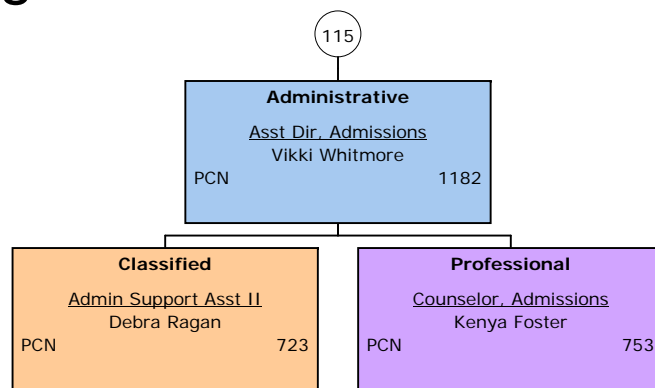 g
115
Administrative
Asst Dir, Admissions
Vikki Whitmore
PCN 1182
Classified
Admin Support Asst II
Debra Ragan
PCN 723
Professional
Counselor, Admissions
Kenya Foster
PCN 753